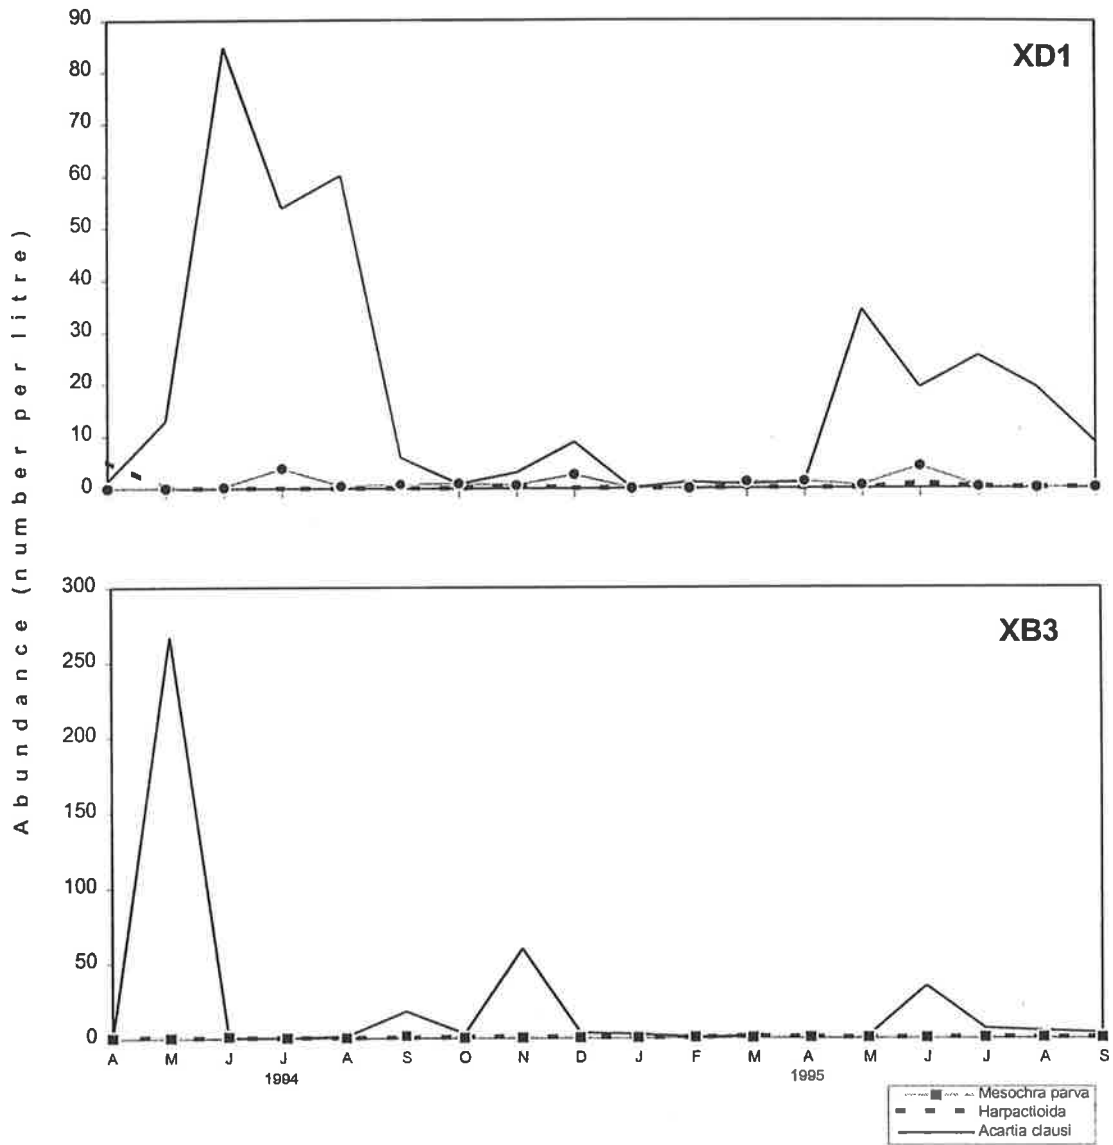 Abundance (number per litre)
90
80
70
60
50
40
30
20
10
0
XD1
300
250
200
150
100
50
0
XB3
A M J J A S O N D J F M A M J J A S
1994 1995
Mesochra parva
Harpactioida
Acartia clausi